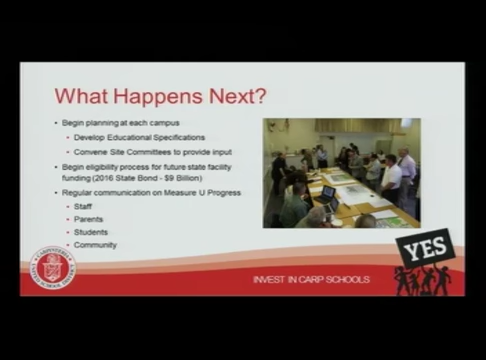 What Happens Next?
• Begin planning at each campus
• Develop Educational Specifications
• Convene Site Committees to provide input
• Begin eligibility process for future state facility
funding (2016 State Bond - $9 Billion)
• Regular communication on Measure U Progress
• Staff
• Parents
• Students
• Community
YES
INVEST IN CARP SCHOOLS